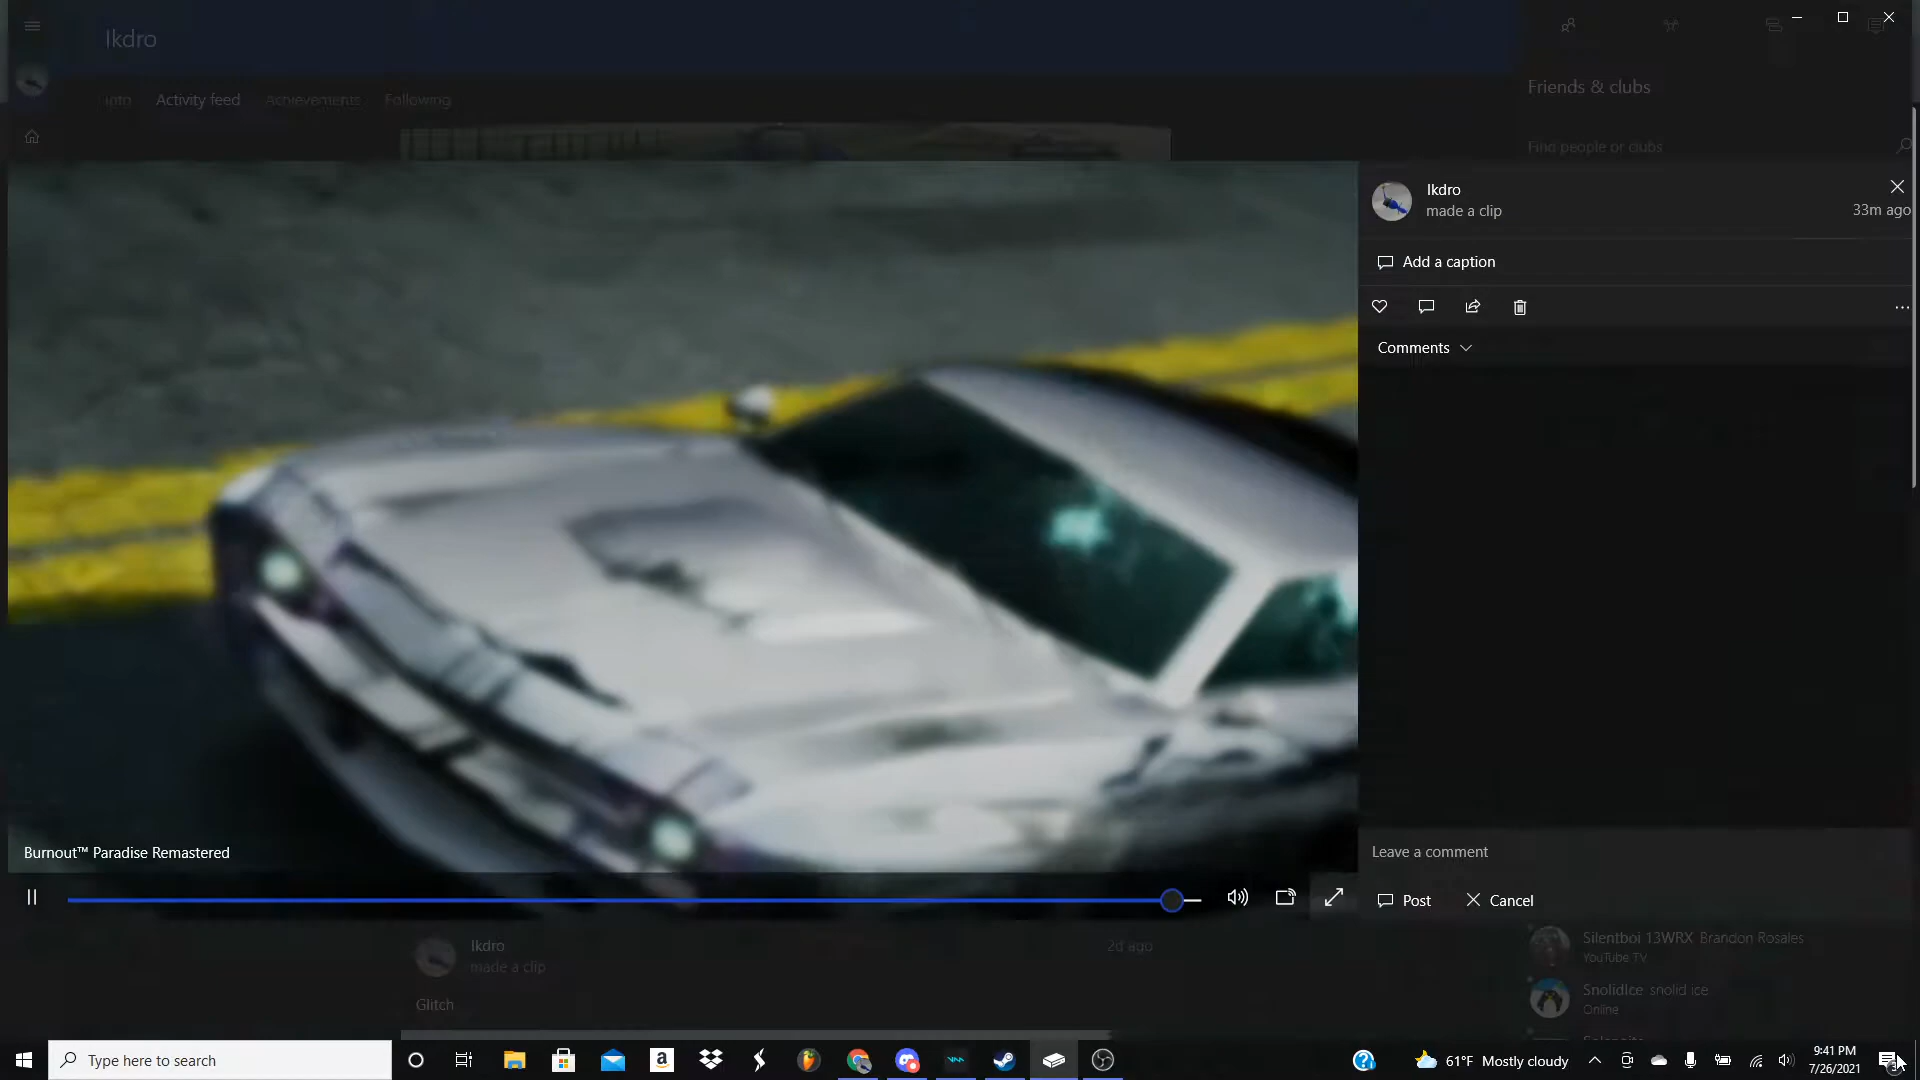 Ikdro
Info Activity feed Achievements Following
Friends & clubs
Find people or clubs
Ikdro
made a clip
33m ago
Add a caption
Comments
Burnout™ Paradise Remastered
Leave a comment
Post Cancel
Ikdro
made a clip
2d ago
Glitch
Silentboi 13WRX Brandon Rosales
YouTube TV
SnolidIce snolid ice
Online
Type here to search
61°F Mostly cloudy
9:41 PM
7/26/2021
3